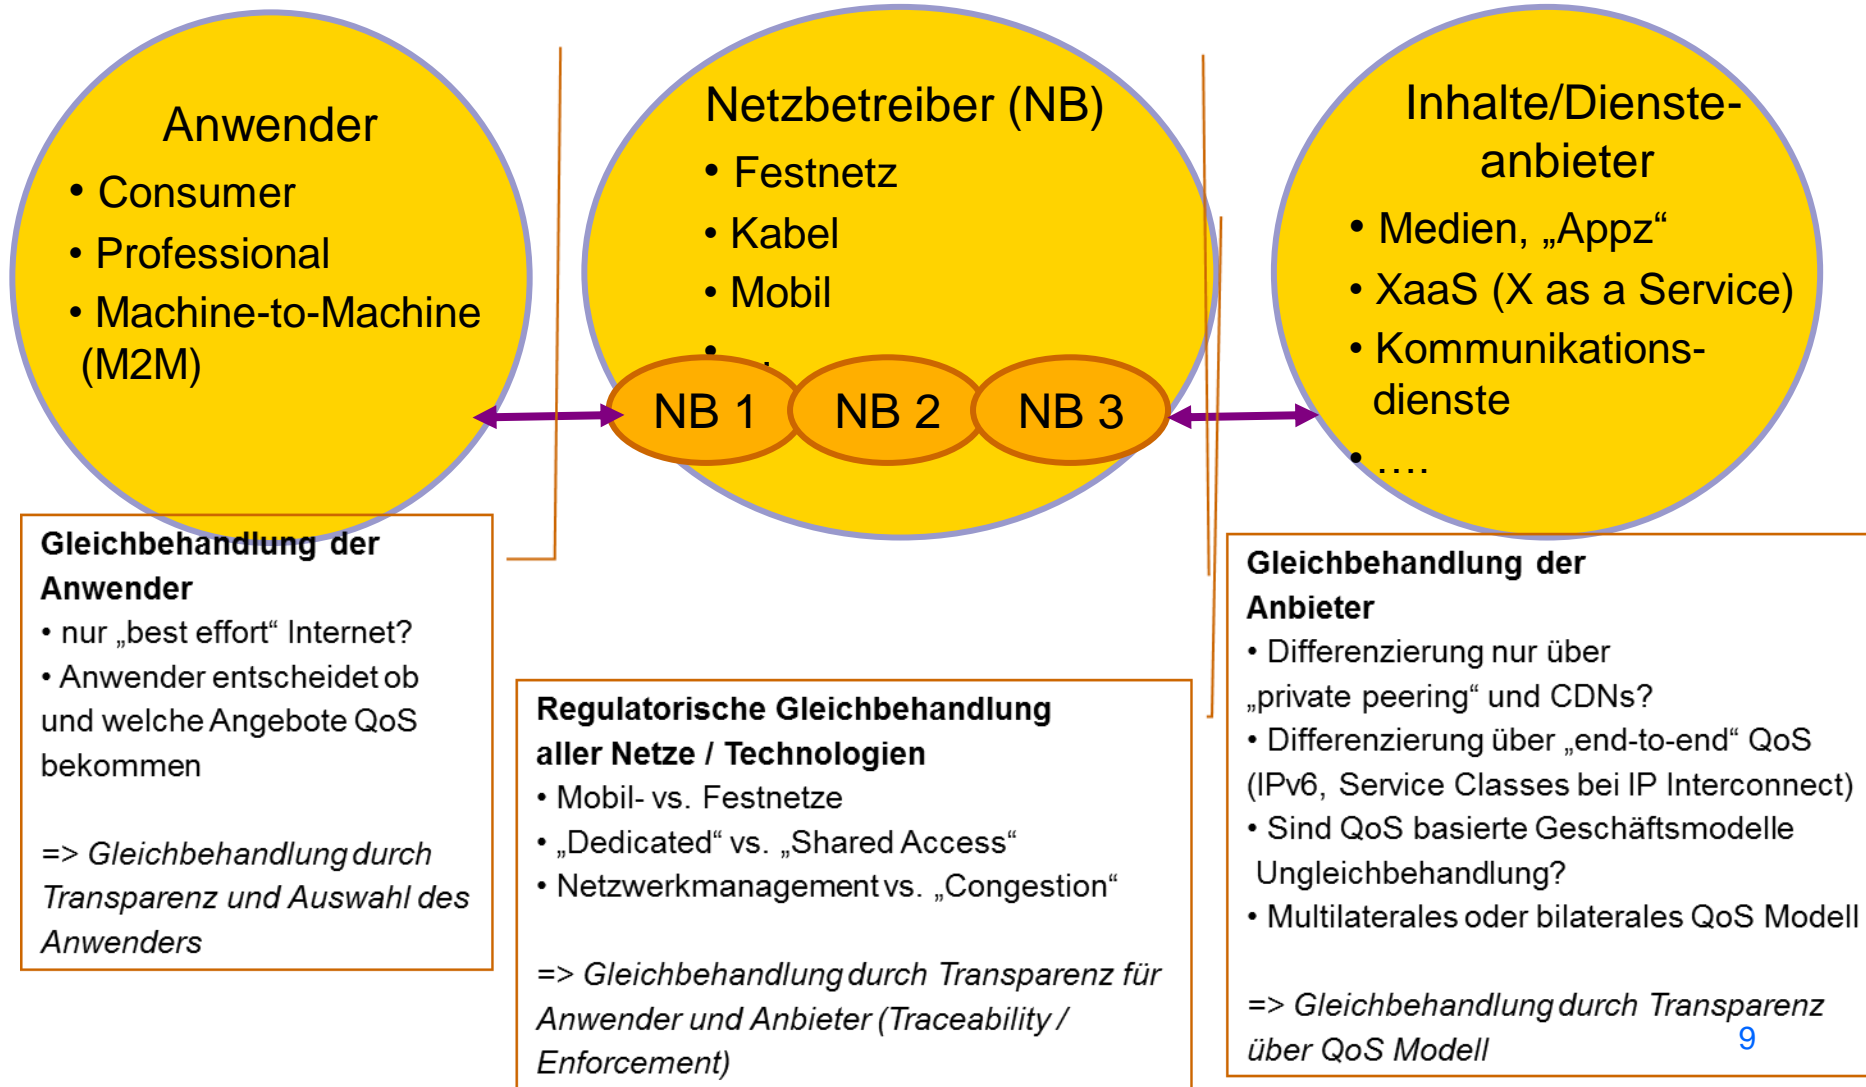 Anwender
• Consumer
• Professional
• Machine-to-Machine
(M2M)
Netzbetreiber (NB)
• Festnetz
• Kabel
• Mobil
• ...
NB 1
NB 2
NB 3
Inhalte/Dienste-
anbieter
• Medien, „Appz“
• XaaS (X as a Service)
• Kommunikations-
dienste
• ....
Gleichbehandlung der
Anwender
• nur „best effort“ Internet?
• Anwender entscheidet ob
und welche Angebote QoS
bekommen
=> Gleichbehandlung durch
Transparenz und Auswahl des
Anwenders
Regulatorische Gleichbehandlung
aller Netze / Technologien
• Mobil- vs. Festnetze
• „Dedicated“ vs. „Shared Access“
• Netzwerkmanagement vs. „Congestion“
=> Gleichbehandlung durch Transparenz für
Anwender und Anbieter (Traceability /
Enforcement)
Gleichbehandlung der
Anbieter
• Differenzierung nur über
„private peering“ und CDNs?
• Differenzierung über „end-to-end“ QoS
(IPv6, Service Classes bei IP Interconnect)
• Sind QoS basierte Geschäftsmodelle
Ungleichbehandlung?
• Multilaterales oder bilaterales QoS Modell
=> Gleichbehandlung durch Transparenz
über QoS Modell
9